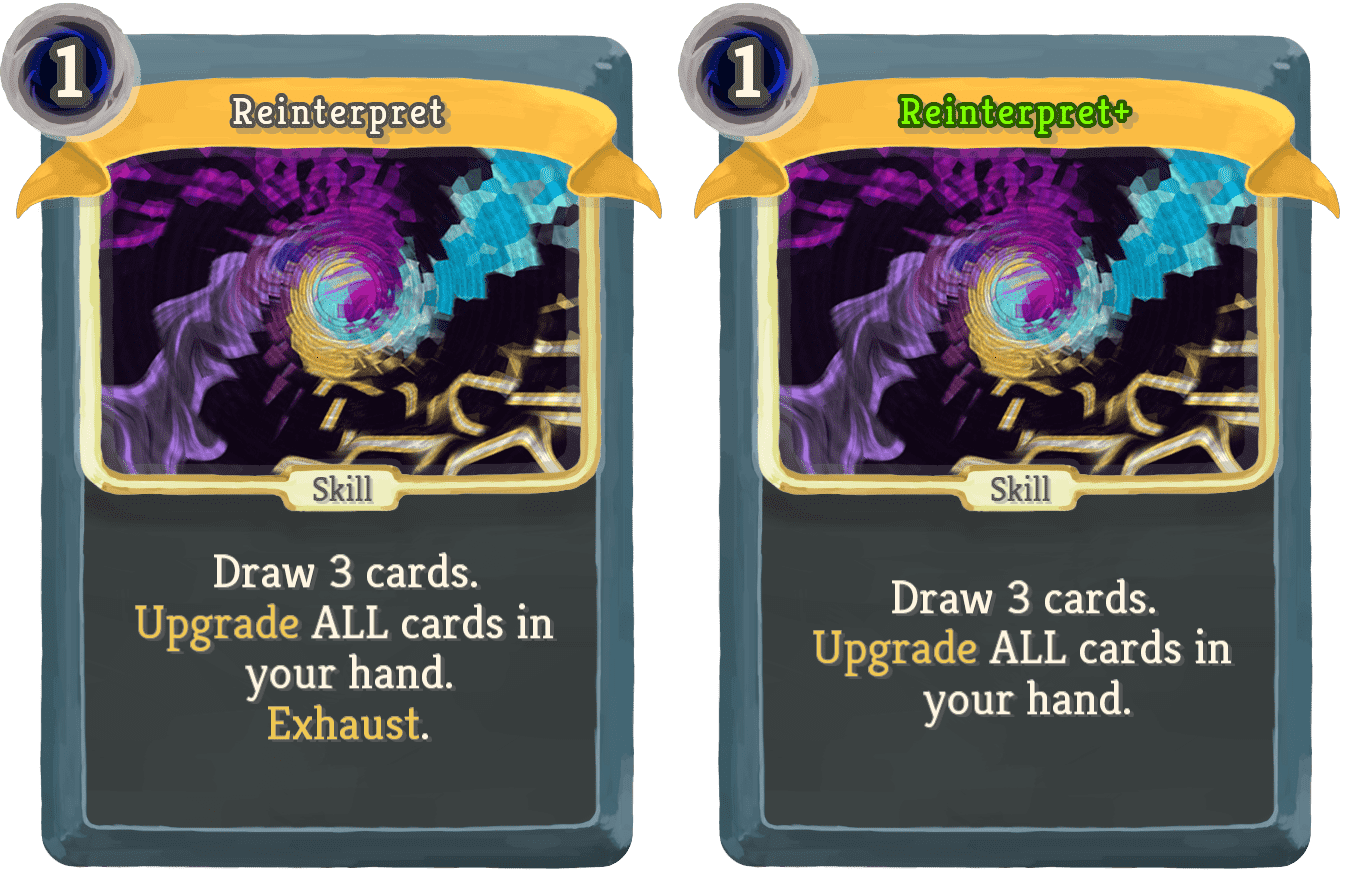 1
Reinterpret
Skill
Draw 3 cards.
Upgrade ALL cards in
your hand.
Exhaust.
1
Reinterpret+
Skill
Draw 3 cards.
Upgrade ALL cards in
your hand.